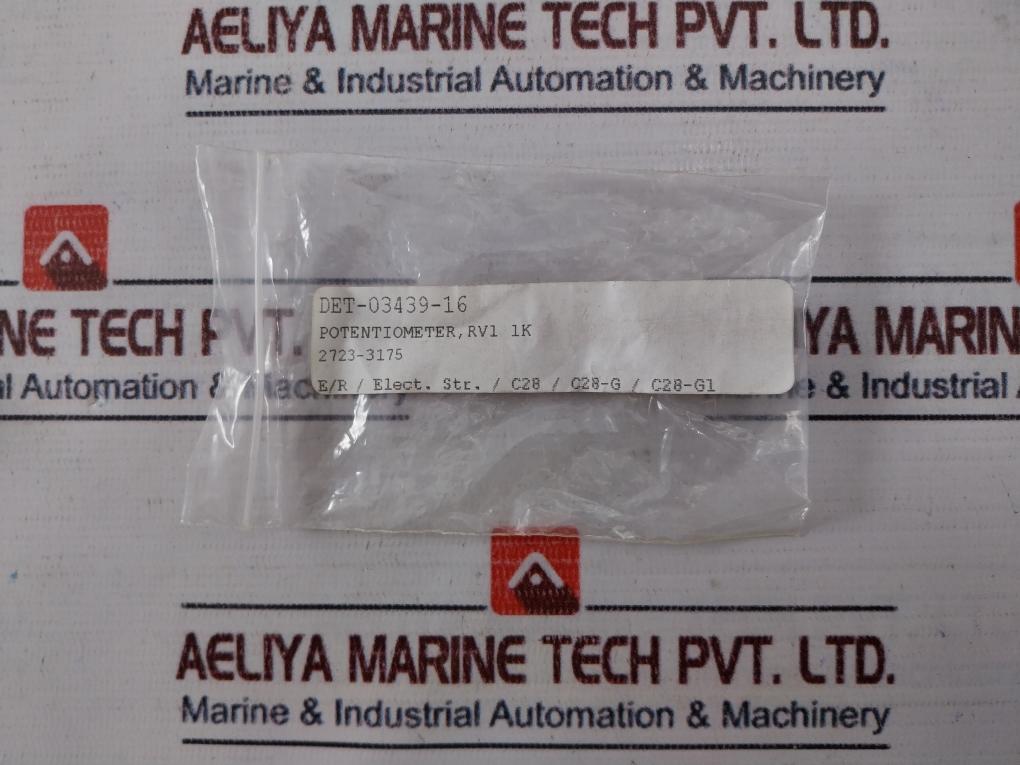 AELIYA MARINE TECH PVT. LTD.
Marine & Industrial Automation & Machinery
DET-03439-16
POTENTIOMETER,RV1 1K
2723-3175
E/R / Elect. Str. / C28 / C28-G / C28-G1
NE TECH P T.
YA MARIN
al Automation & Mac
e & Industrial
AELIYA MARINE TECH PVT. LTD.
Marine & Industrial Automation & Machinery